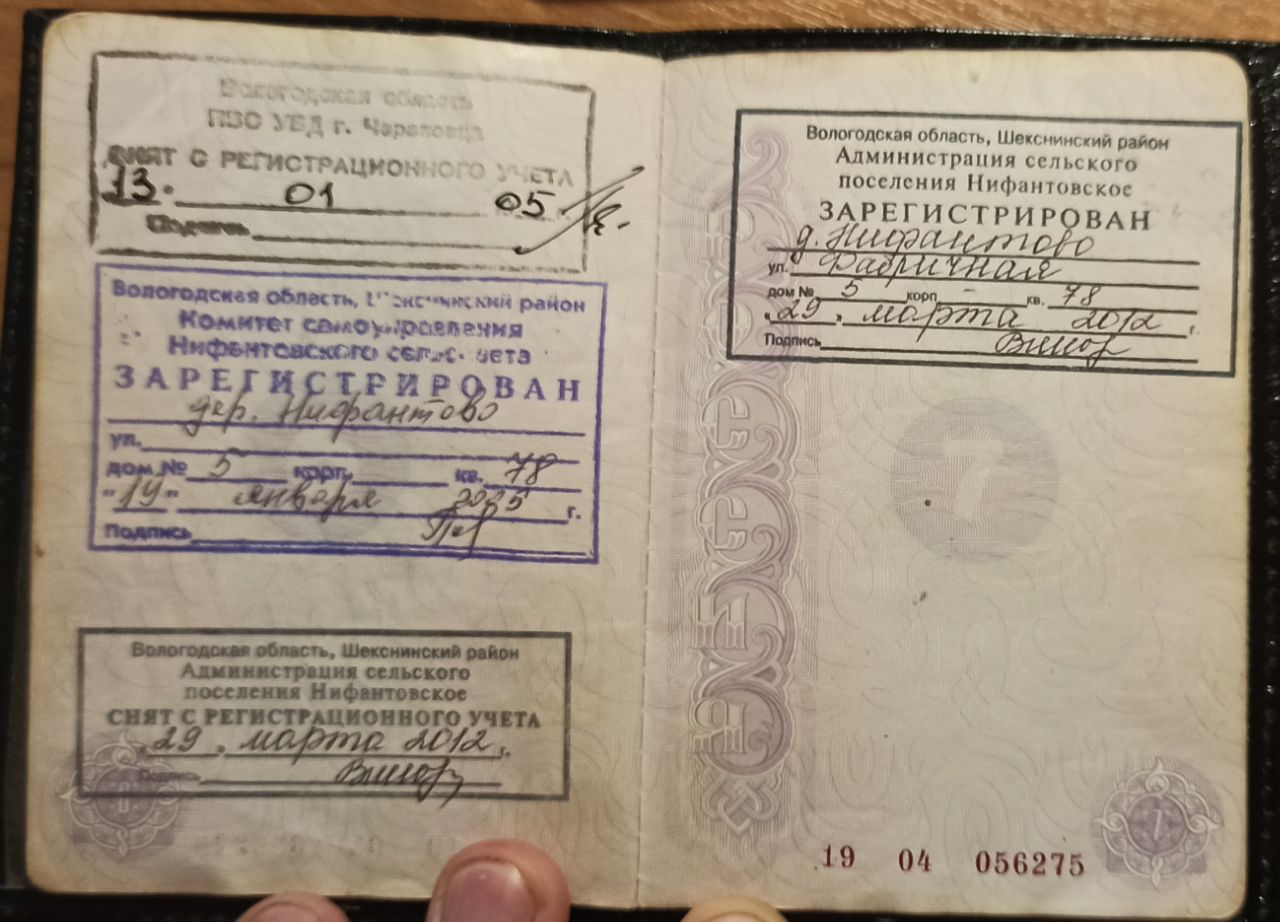 Вологодская область
ПВС УВД г. Череповца
СНЯТ С РЕГИСТРАЦИОННОГО УЧЕТА
13. 01 05
Подпись
Вологодская область, Шекснинский район
Комитет самоуправления
Нифантовского сельсовета
ЗАРЕГИСТРИРОВАН
дер. Нифантово
ул.
дом № 5 корп. кв. 78
"19" января 2005 г.
Подпись
Вологодская область, Шекснинский район
Администрация сельского
поселения Нифантовское
СНЯТ С РЕГИСТРАЦИОННОГО УЧЕТА
29. марта 2012 г.
Подпись
6
Вологодская область, Шекснинский район
Администрация сельского
поселения Нифантовское
ЗАРЕГИСТРИРОВАН
д. Нифантово
ул. Фабричная
дом № 5 корп - кв. 78
"29" марта 2012 г.
Подпись
19 04 056275
7